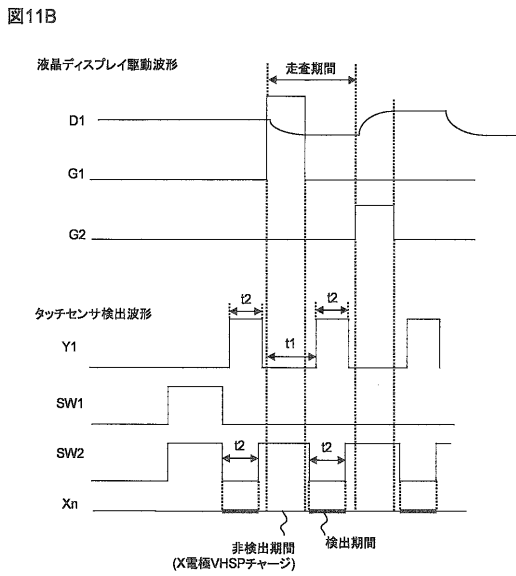 図11B
液晶ディスプレイ駆動波形
走査期間
D1
G1
G2
t2
t2
タッチセンサ検出波形
t1
Y1
SW1
t2
t2
SW2
Xn
非検出期間
検出期間
(X電極VHSPチャージ)